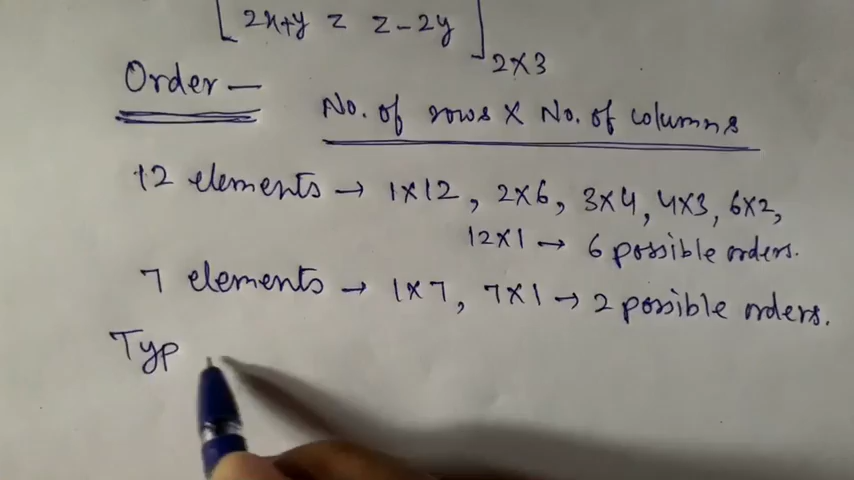 [ 2x+y z z-2y ] 2×3
Order —
No. of rows × No. of columns
12 elements → 1×12, 2×6, 3×4, 4×3, 6×2,
12×1 → 6 possible orders.
7 elements → 1×7, 7×1 → 2 possible orders.
Typ